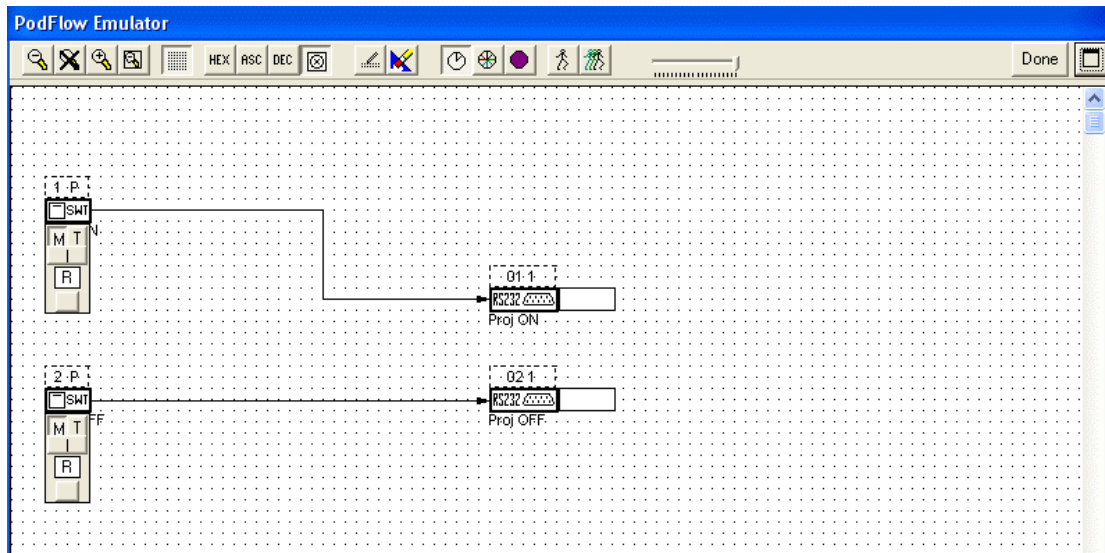 PodFlow Emulator
HEX ASC DEC Done
1 P
SWT
N
M T
R
01 1
RS232
Proj ON
2 P
SWT
FF
M T
R
02 1
RS232
Proj OFF